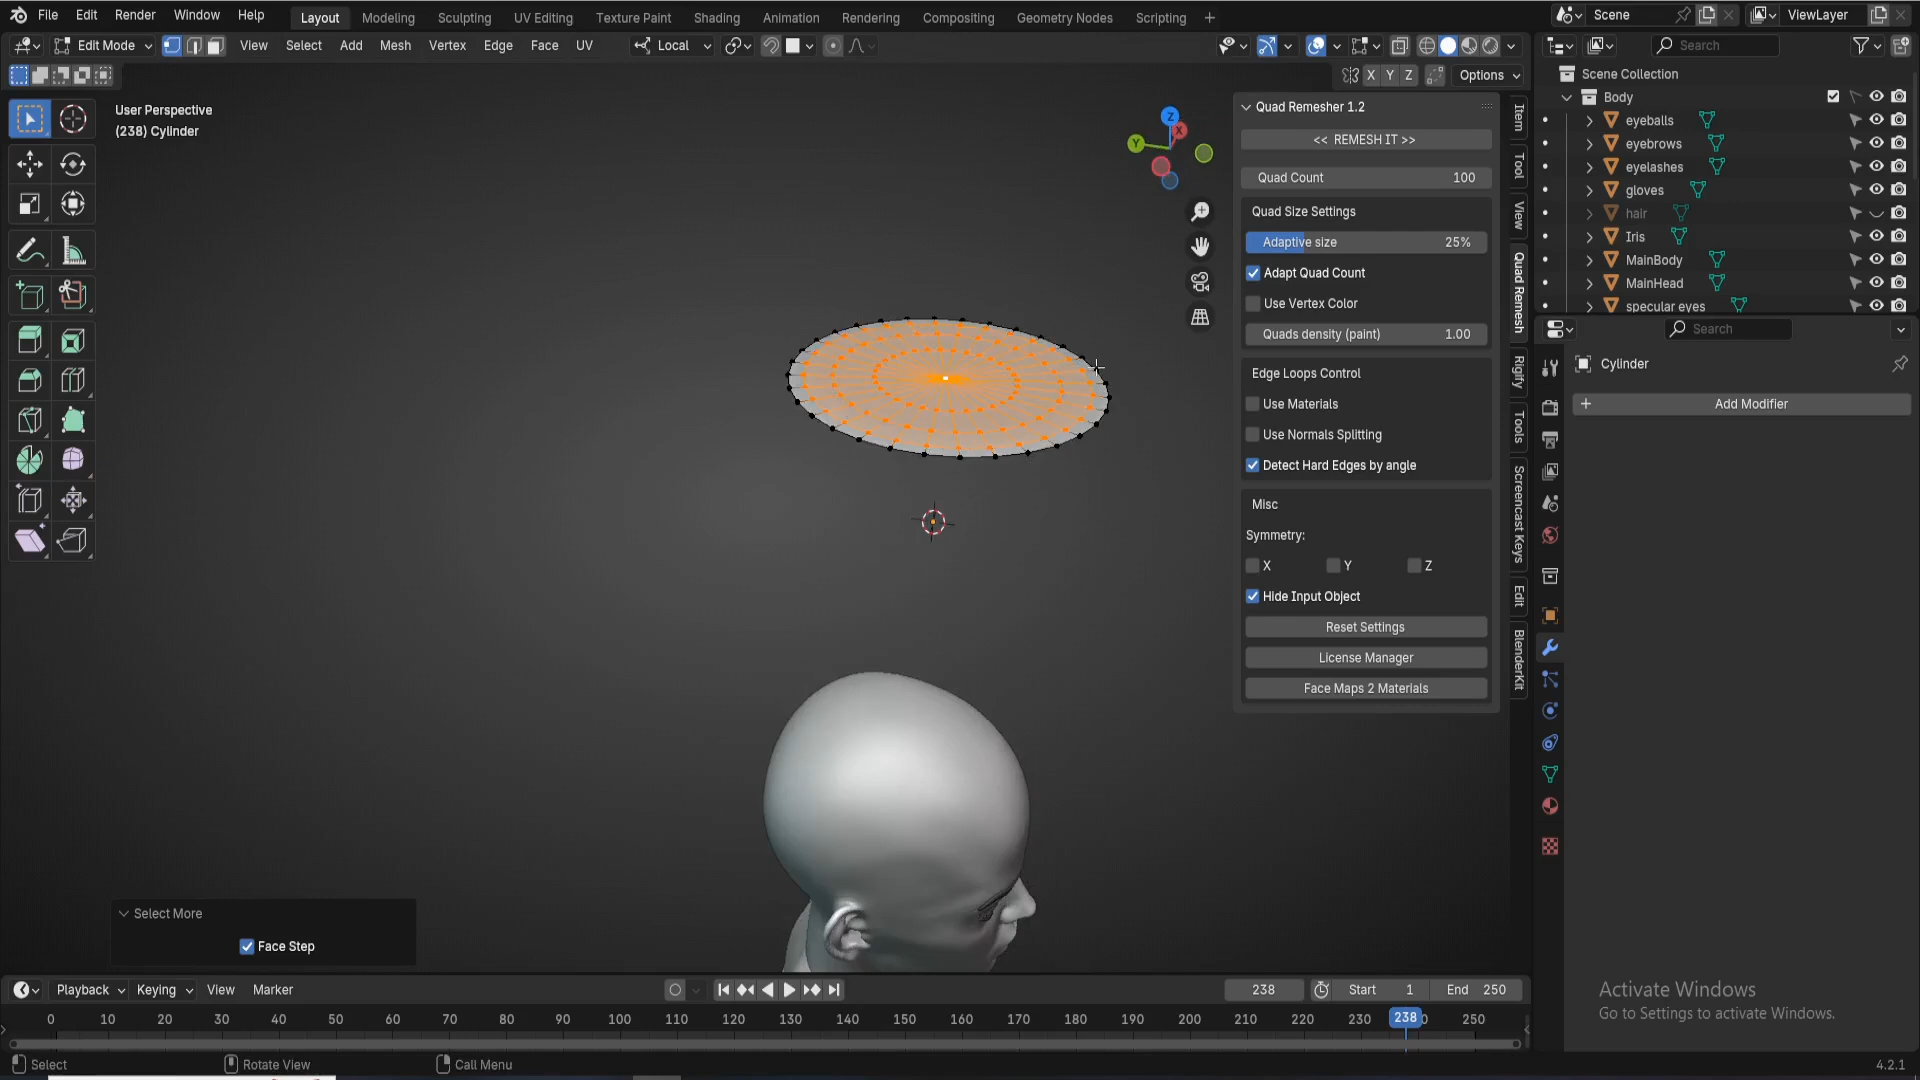 File Edit Render Window Help Layout Modeling Sculpting UV Editing Texture Paint Shading Animation Rendering Compositing Geometry Nodes Scripting + Scene ViewLayer
Edit Mode View Select Add Mesh Vertex Edge Face UV Local Search
X Y Z Options
User Perspective
(238) Cylinder
Z
X
Y
Quad Remesher 1.2
<< REMESH IT >>
Quad Count 100
Quad Size Settings
Adaptive size 25%
Adapt Quad Count
Use Vertex Color
Quads density (paint) 1.00
Edge Loops Control
Use Materials
Use Normals Splitting
Detect Hard Edges by angle
Misc
Symmetry:
X Y Z
Hide Input Object
Reset Settings
License Manager
Face Maps 2 Materials
Item
Tool
View
Quad Remesh
Rigify
Tools
Screencast Keys
Edit
BlenderKit
Scene Collection
Body
eyeballs
eyebrows
eyelashes
gloves
hair
Iris
MainBody
MainHead
specular eyes
Search
Cylinder
+ Add Modifier
Select More
Face Step
Playback Keying View Marker 238 Start 1 End 250
0 10 20 30 40 50 60 70 80 90 100 110 120 130 140 150 160 170 180 190 200 210 220 230 238 250
Select Rotate View Call Menu 4.2.1
Activate Windows
Go to Settings to activate Windows.